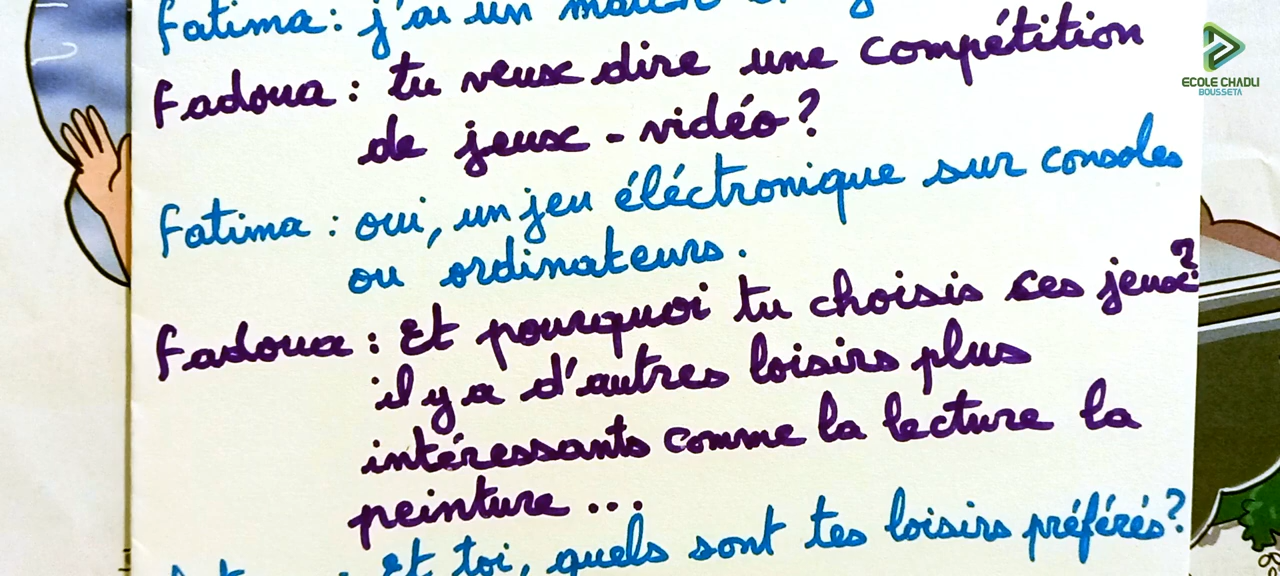 Fatima : j'ai un
Fadoua : tu veux dire une compétition
de jeux - vidéo ?
Fatima : oui, un jeu éléctronique sur consoles
ou ordinateurs.
Fadoua : Et pourquoi tu choisis ces jeux ?
il y a d'autres loisirs plus
intéressants comme la lecture la
peinture ...
Et toi, quels sont tes loisirs préférés ?
ECOLE CHADLI
BOUSSETA